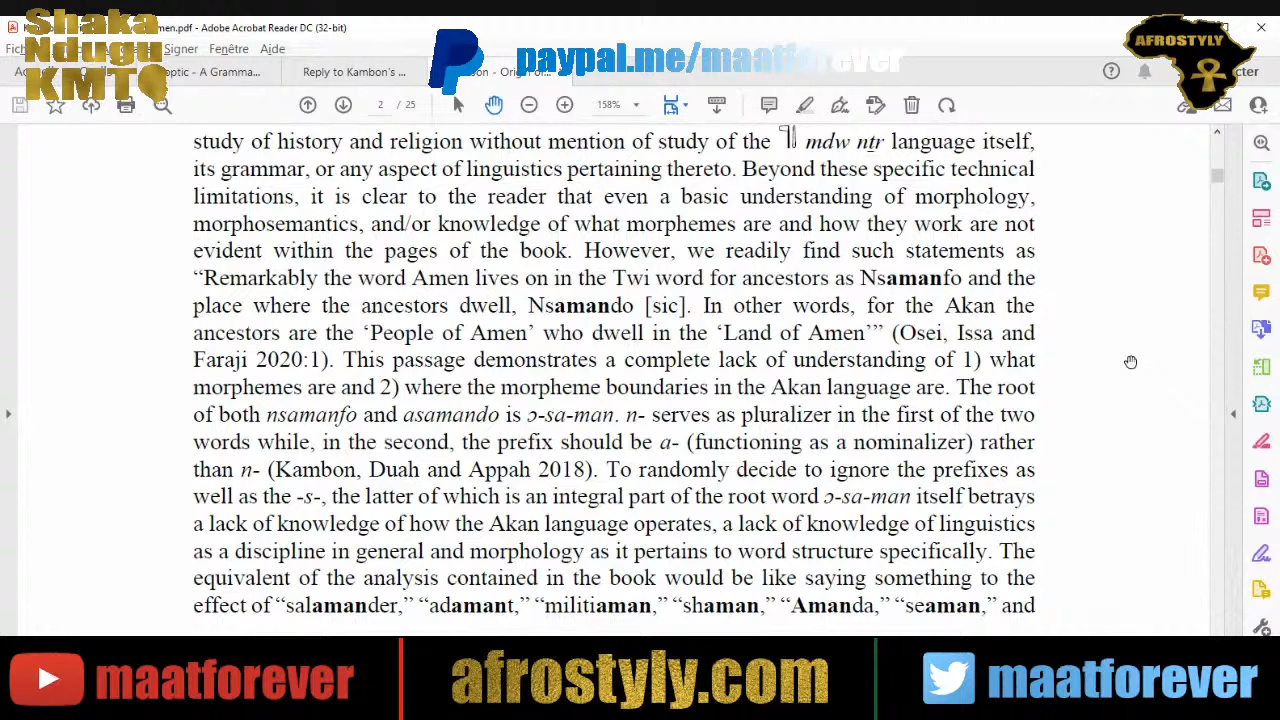 Shaka
Ndugu
KMT
men.pdf - Adobe Acrobat Reader DC (32-bit)
Signer Fenêtre Aide
paypal.me/maatforever
AFROSTYLY
optic - A Gramma...
Reply to Kambon's ...
2 / 25
158%
study of history and religion without mention of study of the mdw nṯr language itself,
its grammar, or any aspect of linguistics pertaining thereto. Beyond these specific technical
limitations, it is clear to the reader that even a basic understanding of morphology,
morphosemantics, and/or knowledge of what morphemes are and how they work are not
evident within the pages of the book. However, we readily find such statements as
“Remarkably the word Amen lives on in the Twi word for ancestors as Nsamanfo and the
place where the ancestors dwell, Nsamando [sic]. In other words, for the Akan the
ancestors are the ‘People of Amen’ who dwell in the ‘Land of Amen’” (Osei, Issa and
Faraji 2020:1). This passage demonstrates a complete lack of understanding of 1) what
morphemes are and 2) where the morpheme boundaries in the Akan language are. The root
of both nsamanfo and asamando is ɔ-sa-man. n- serves as pluralizer in the first of the two
words while, in the second, the prefix should be a- (functioning as a nominalizer) rather
than n- (Kambon, Duah and Appah 2018). To randomly decide to ignore the prefixes as
well as the -s-, the latter of which is an integral part of the root word ɔ-sa-man itself betrays
a lack of knowledge of how the Akan language operates, a lack of knowledge of linguistics
as a discipline in general and morphology as it pertains to word structure specifically. The
equivalent of the analysis contained in the book would be like saying something to the
effect of “salamander,” “adamant,” “militiaman,” “shaman,” “Amanda,” “seaman,” and
maatforever
afrostyly.com
maatforever